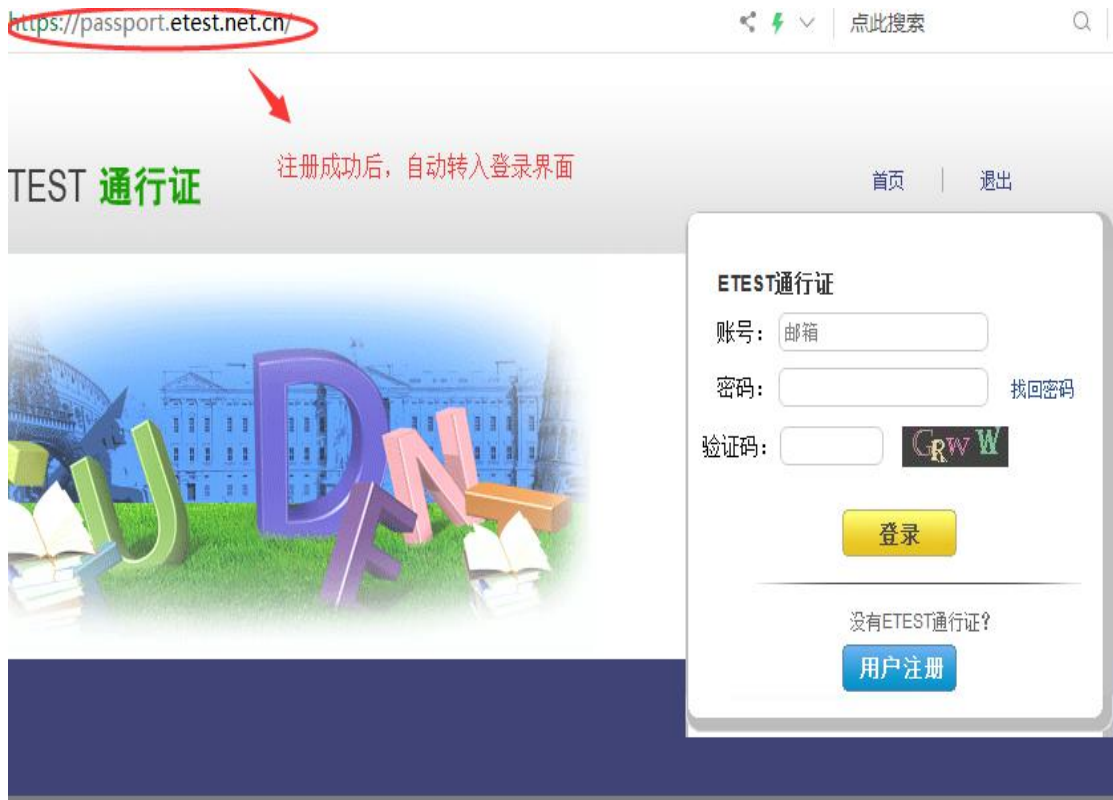 https://passport.etest.net.cn/
点此搜索
注册成功后，自动转入登录界面
TEST 通行证
首页 | 退出
ETEST通行证
账号： 邮箱
密码： 找回密码
验证码： GRWW
登录
没有ETEST通行证？
用户注册
U D E N